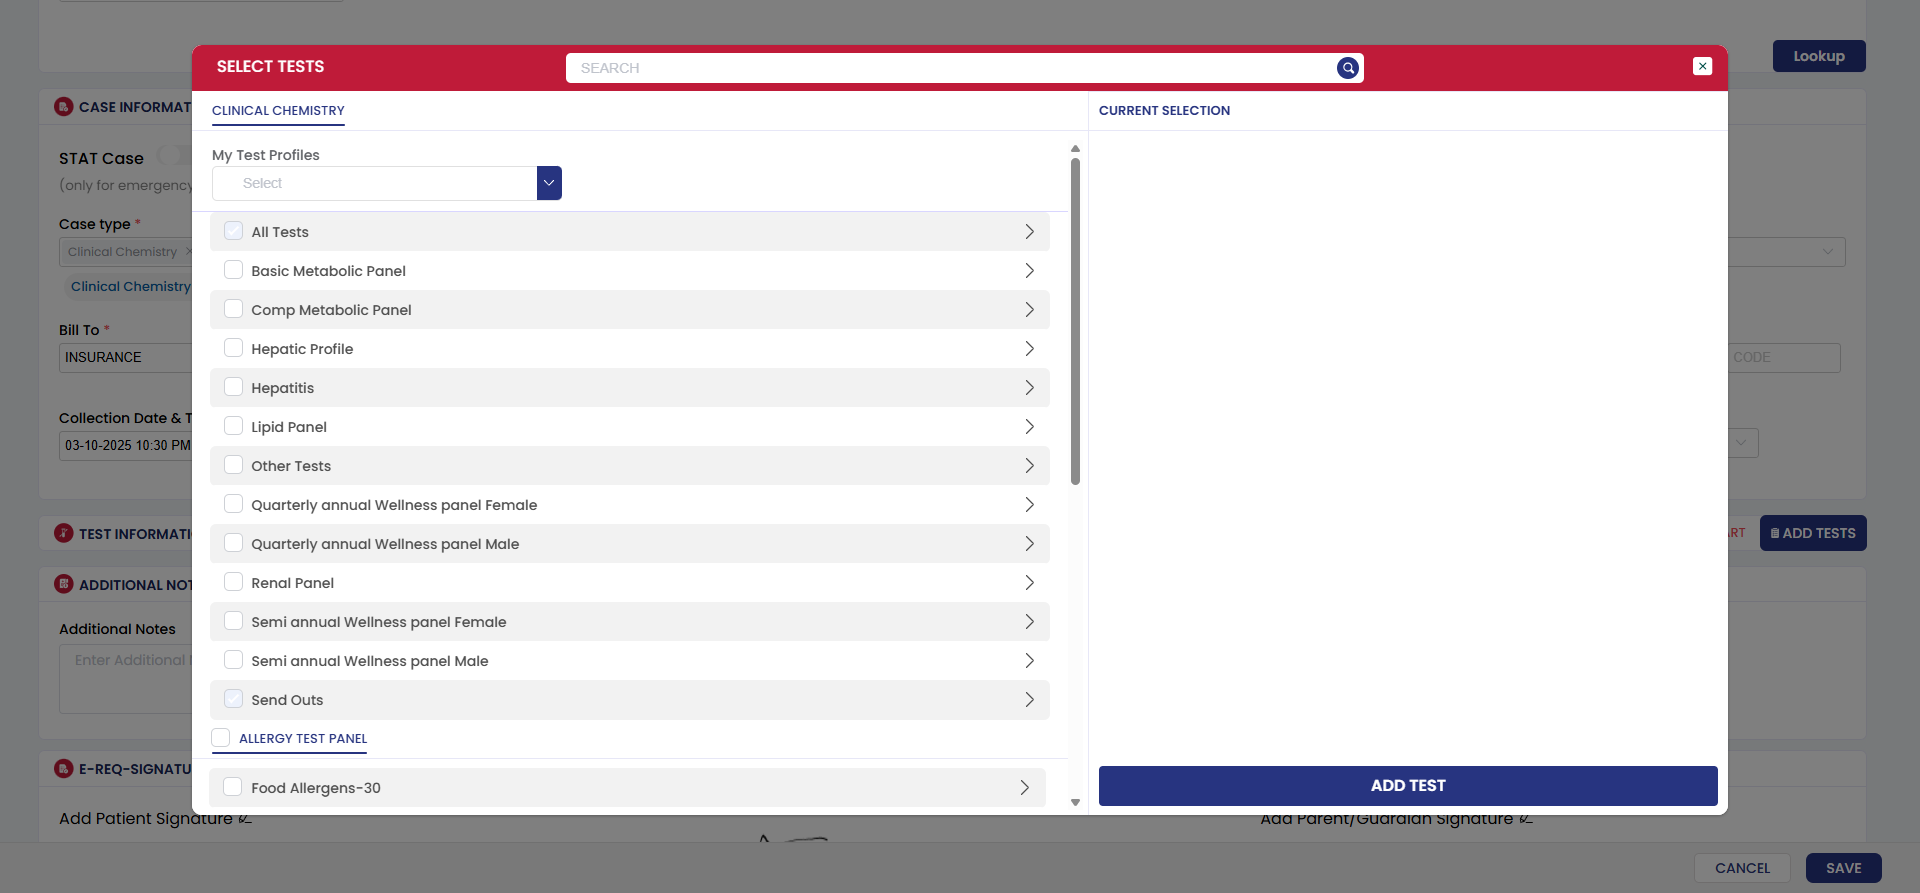 Lookup
SELECT TESTS
SEARCH
CLINICAL CHEMISTRY
CURRENT SELECTION
CASE INFORMAT
STAT Case
(only for emergency
Case type *
Clinical Chemistry ×
Clinical Chemistry
Bill To *
INSURANCE
CODE
Collection Date & T
03-10-2025 10:30 PM
My Test Profiles
Select
All Tests
Basic Metabolic Panel
Comp Metabolic Panel
Hepatic Profile
Hepatitis
Lipid Panel
Other Tests
Quarterly annual Wellness panel Female
Quarterly annual Wellness panel Male
Renal Panel
Semi annual Wellness panel Female
Semi annual Wellness panel Male
Send Outs
ALLERGY TEST PANEL
Food Allergens-30
ADD TEST
TEST INFORMATI
ART
ADD TESTS
ADDITIONAL NOT
Additional Notes
Enter Additional
E-REQ-SIGNATU
Add Patient Signature
Add Parent/Guardian Signature
CANCEL
SAVE